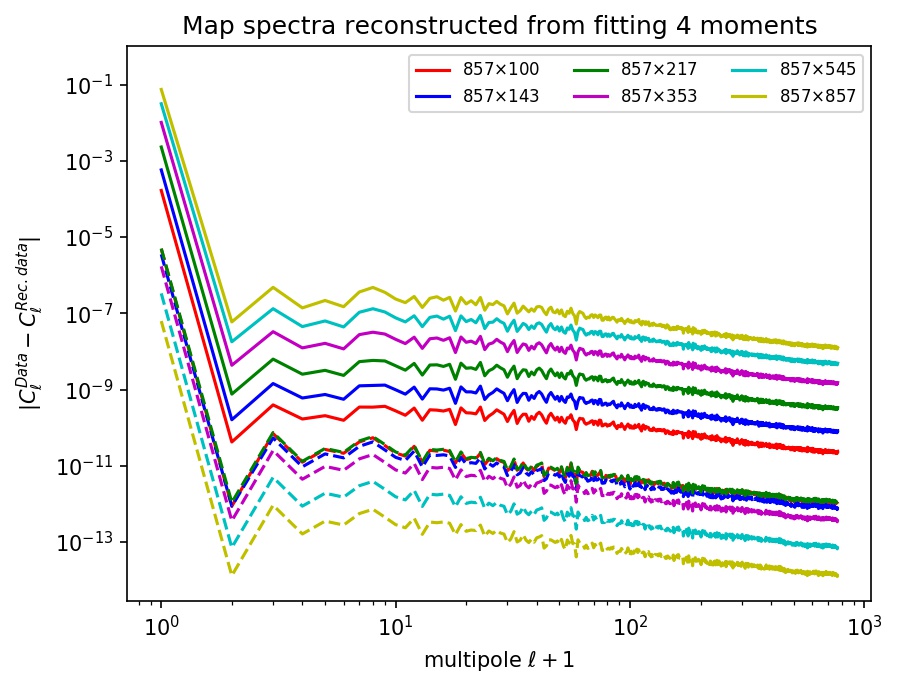 Map spectra reconstructed from fitting 4 moments
857×100 857×217 857×545
857×143 857×353 857×857
|C_ℓ^{Data} − C_ℓ^{Rec. data}|
10^{-1}
10^{-3}
10^{-5}
10^{-7}
10^{-9}
10^{-11}
10^{-13}
10^0 10^1 10^2 10^3
multipole ℓ + 1